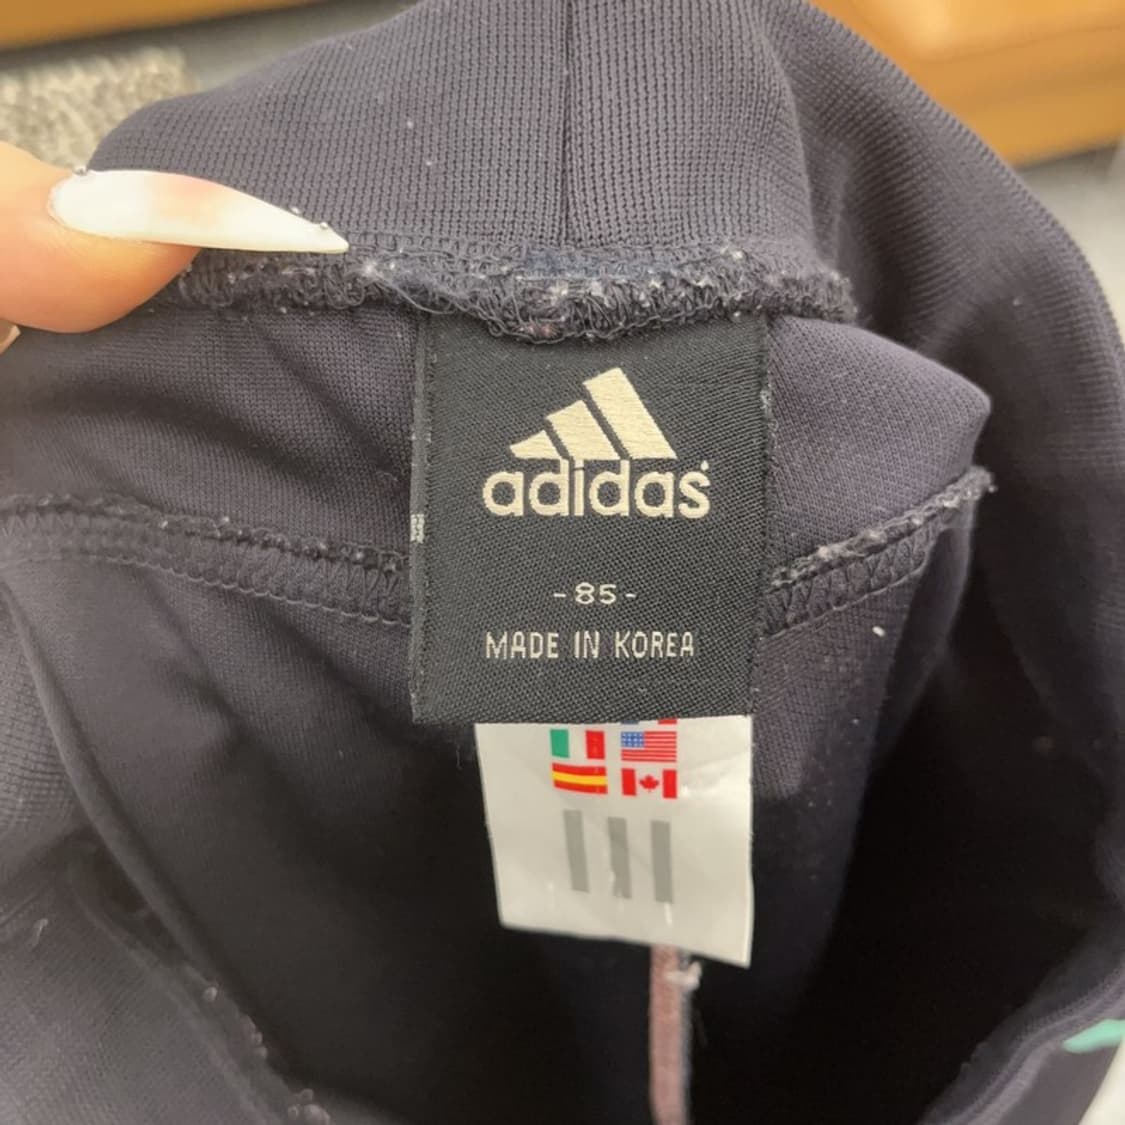 adidas
-85-
MADE IN KOREA